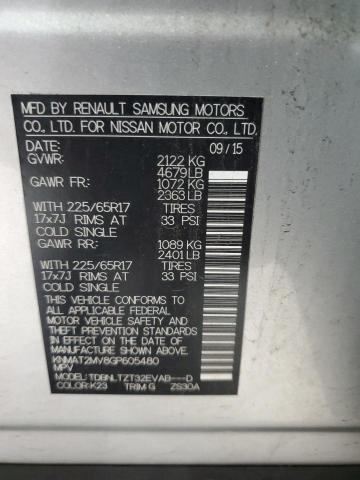 MFD BY RENAULT SAMSUNG MOTORS
CO., LTD. FOR NISSAN MOTOR CO., LTD.
DATE: 09/15
GVWR: 2122 KG
4679 LB
GAWR FR: 1072 KG
2363 LB
WITH 225/65R17 TIRES
17x7J RIMS AT 33 PSI
COLD SINGLE
GAWR RR: 1089 KG
2401 LB
WITH 225/65R17 TIRES
17x7J RIMS AT 33 PSI
COLD SINGLE
THIS VEHICLE CONFORMS TO ALL
APPLICABLE FEDERAL MOTOR
VEHICLE SAFETY STANDARDS IN
EFFECT ON THE DATE OF
MANUFACTURE SHOWN ABOVE.
KNMAT2MV8GP605480
MPV
MODEL: TDBNLTZT32EVAB---D
COLOR: K23 TRIM: G ZS30A